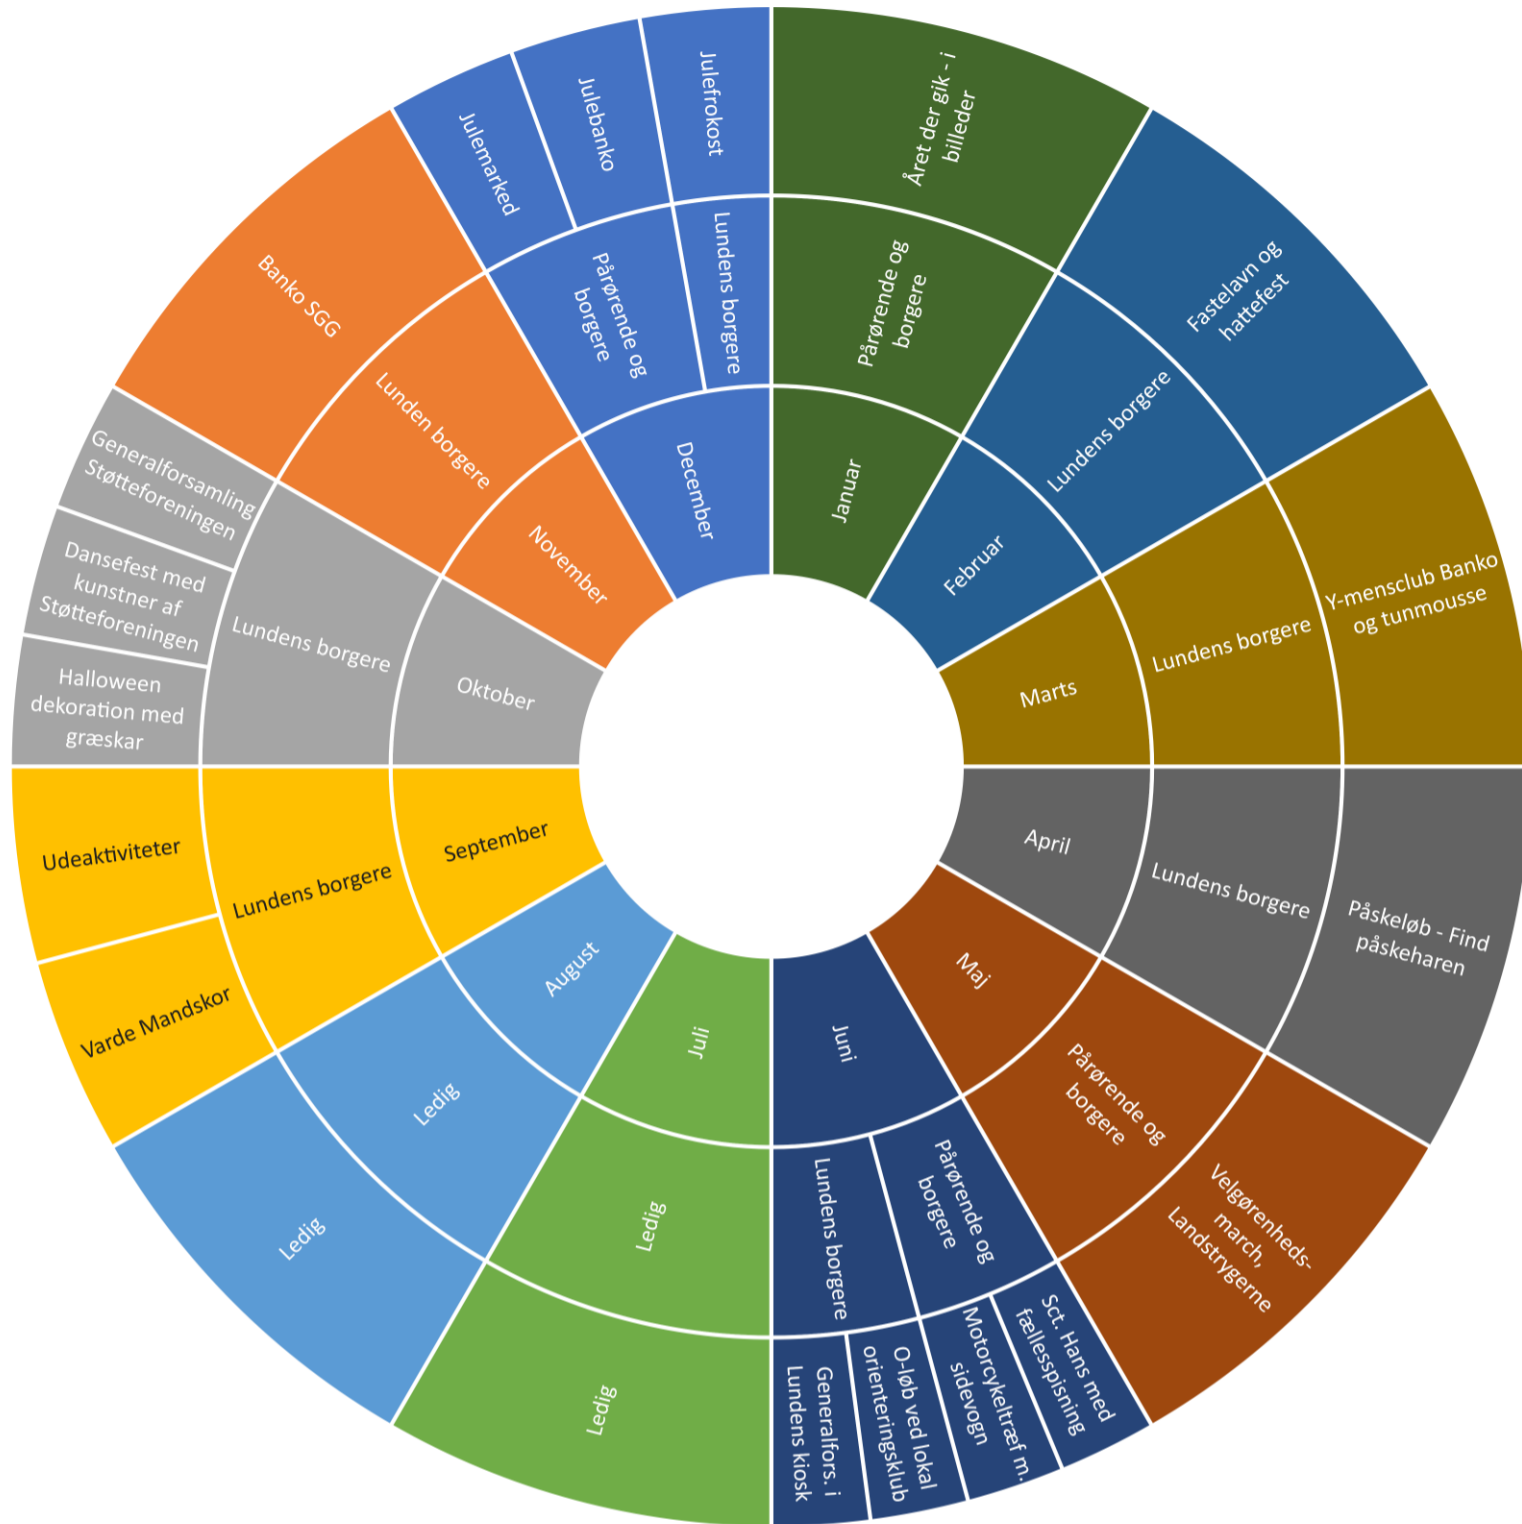 Januar
Pårørende og
borgere
Året der gik - i
billeder
Februar
Lundens borgere
Fastelavn og
hattefest
Marts
Lundens borgere
Y-mensclub Banko
og tunmousse
April
Lundens borgere
Påskeløb - Find
påskeharen
Maj
Pårørende og
borgere
Velgørenheds-
march,
Landstrygerne
Juni
Pårørende og
borgere
Sct. Hans med
fællesspisning
Motorcykeltræf m.
sidevogn
Lundens borgere
O-løb ved lokal
orienteringsklub
Generalfors. i
Lundens kiosk
Juli
Ledig
Ledig
August
Ledig
Ledig
September
Lundens borgere
Varde Mandskor
Udeaktiviteter
Oktober
Lundens borgere
Halloween
dekoration med
græskar
Dansefest med
kunstner af
Støtteforeningen
Generalforsamling
Støtteforeningen
November
Lunden borgere
Banko SGG
December
Pårørende og
borgere
Julemarked
Julebanko
Lundens borgere
Julefrokost